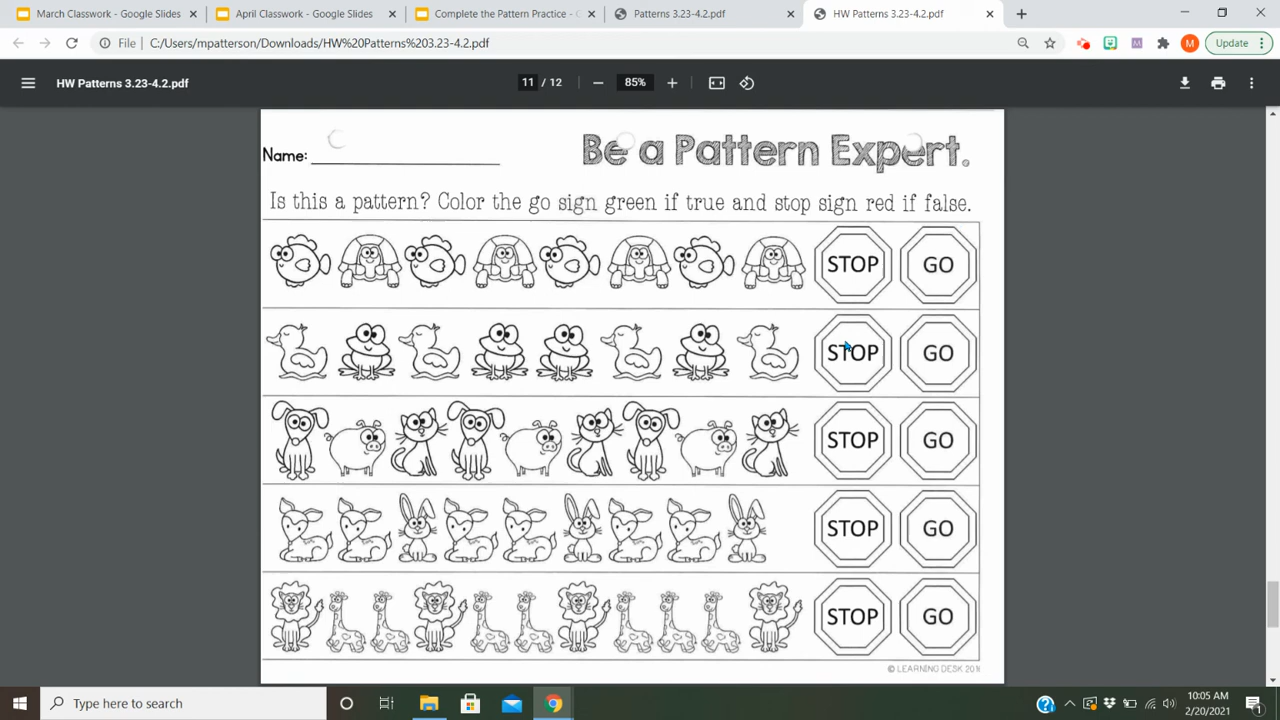 March Classwork - Google Slides
April Classwork - Google Slides
Complete the Pattern Practice - G
Patterns 3.23-4.2.pdf
HW Patterns 3.23-4.2.pdf
File
C:/Users/mpatterson/Downloads/HW%20Patterns%203.23-4.2.pdf
M
Update
HW Patterns 3.23-4.2.pdf
11 / 12
85%
Name:
Be a Pattern Expert.
Is this a pattern? Color the go sign green if true and stop sign red if false.
STOP GO
STOP GO
STOP GO
STOP GO
STOP GO
© LEARNING DESK
Type here to search
10:05 AM
2/20/2021
1